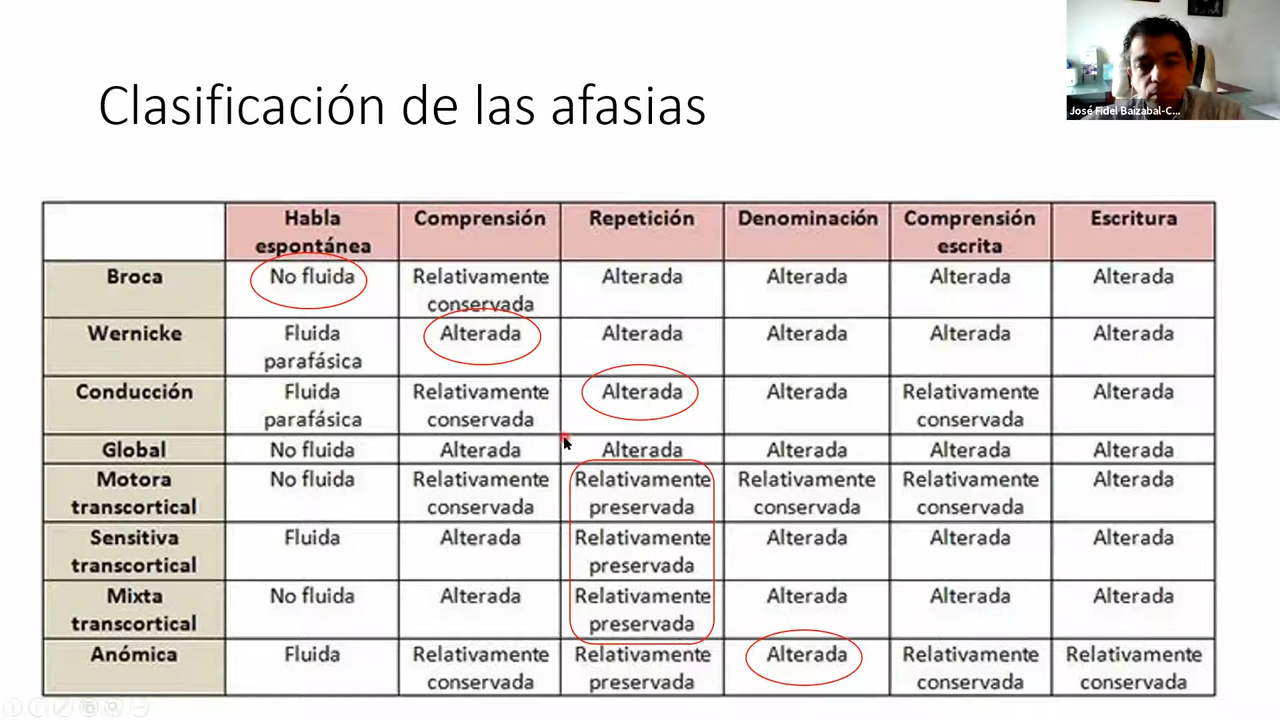 José Fidel Baizabal-C...
Clasificación de las afasias
Habla espontánea Comprensión Repetición Denominación Comprensión escrita Escritura
Broca No fluida Relativamente conservada Alterada Alterada Alterada Alterada
Wernicke Fluida parafásica Alterada Alterada Alterada Alterada Alterada
Conducción Fluida parafásica Relativamente conservada Alterada Alterada Relativamente conservada Alterada
Global No fluida Alterada Alterada Alterada Alterada Alterada
Motora transcortical No fluida Relativamente conservada Relativamente preservada Relativamente conservada Relativamente conservada Alterada
Sensitiva transcortical Fluida Alterada Relativamente preservada Alterada Alterada Alterada
Mixta transcortical No fluida Alterada Relativamente preservada Alterada Alterada Alterada
Anómica Fluida Relativamente conservada Relativamente preservada Alterada Relativamente conservada Relativamente conservada